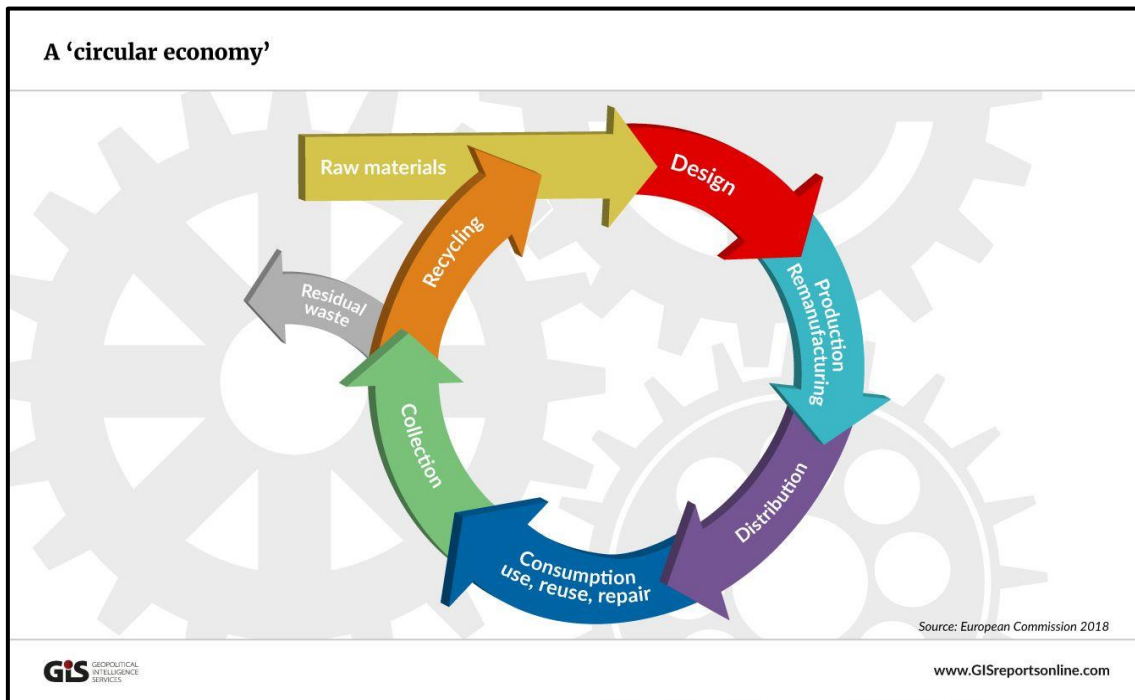 A ‘circular economy’
Raw materials
Design
Production
Remanufacturing
Distribution
Consumption
use, reuse, repair
Collection
Recycling
Residual
waste
Source: European Commission 2018
GIS
GEOPOLITICAL
INTELLIGENCE
SERVICES
www.GISreportsonline.com